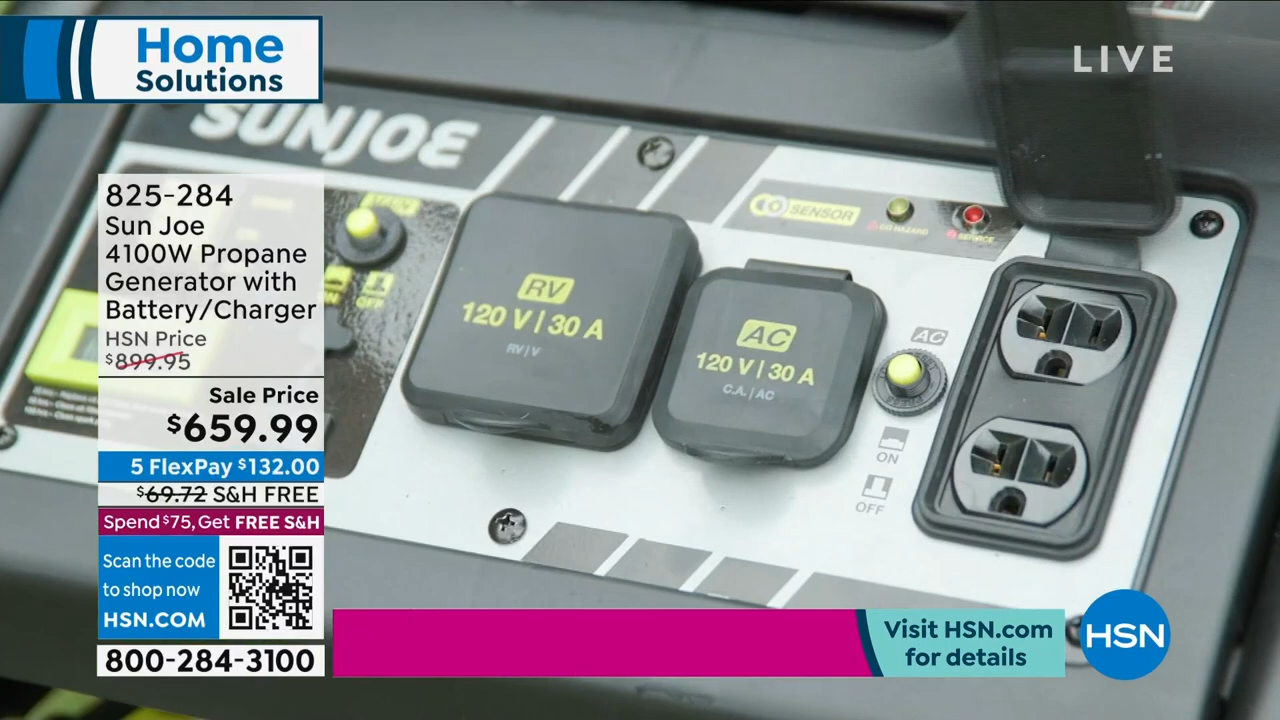 Home
Solutions
LIVE
SUNJOE
825-284
Sun Joe
4100W Propane
Generator with
Battery/Charger
HSN Price
$899.95
Sale Price
$659.99
5 FlexPay $132.00
$69.72 S&H FREE
Spend $75, Get FREE S&H
Scan the code
to shop now
HSN.COM
800-284-3100
OFF
RV
120 V | 30 A
RV | V
AC
120 V | 30 A
C.A. | AC
CO SENSOR
CO HAZARD
SERVICE
AC
ON
OFF
Visit HSN.com
for details
HSN